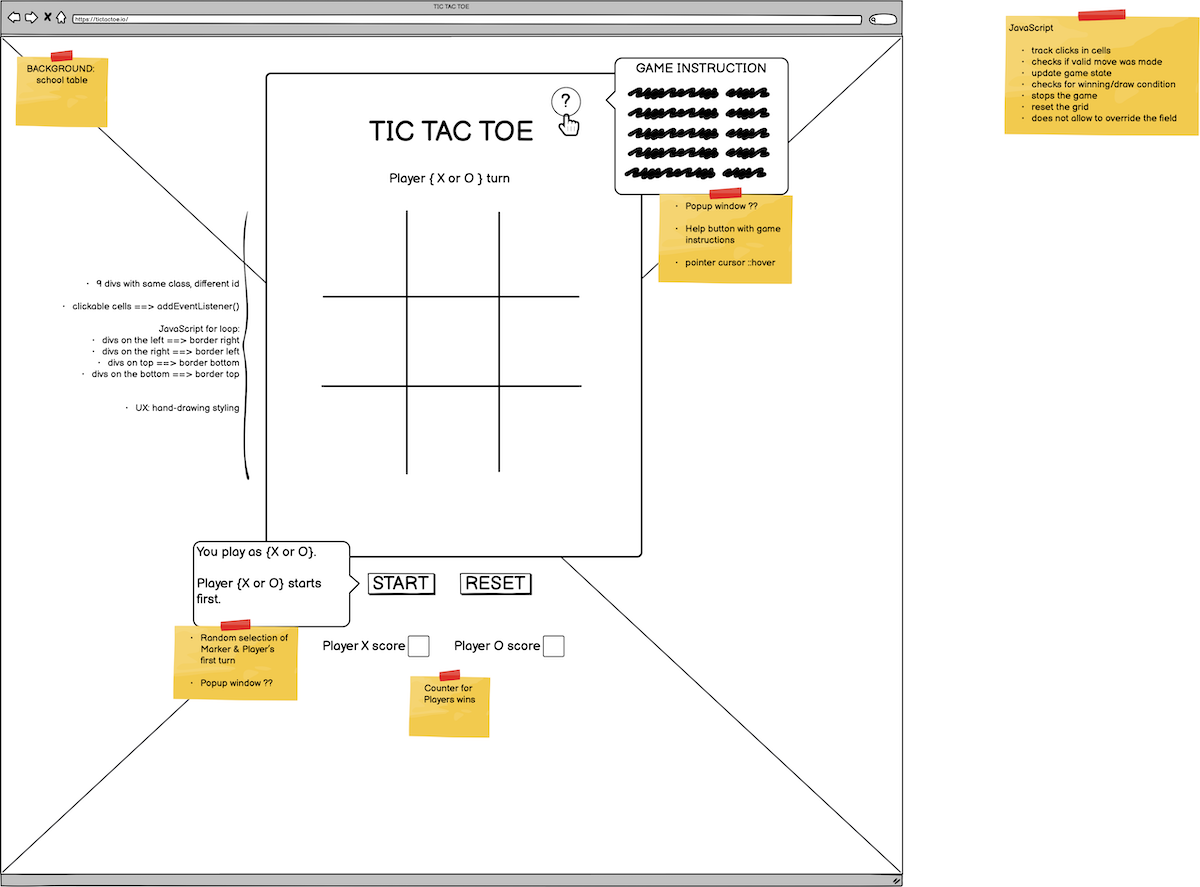 TIC TAC TOE
https://tictactoe.io/
BACKGROUND:
school table
GAME INSTRUCTION
?
TIC TAC TOE
Player { X or O } turn
· Popup window ??
· Help button with game
instructions
· pointer cursor ::hover
· 9 divs with same class, different id
· clickable cells ==> addEventListener()
JavaScript for loop:
· divs on the left ==> border right
· divs on the right ==> border left
· divs on top ==> border bottom
· divs on the bottom ==> border top
· UX: hand-drawing styling
You play as {X or O}.
Player {X or O} starts
first.
START
RESET
· Random selection of
Marker & Player's
first turn
· Popup window ??
Player X score
Player O score
Counter for
Players wins
JavaScript
· track clicks in cells
· checks if valid move was made
· update game state
· checks for winning/draw condition
· stops the game
· reset the grid
· does not allow to override the field